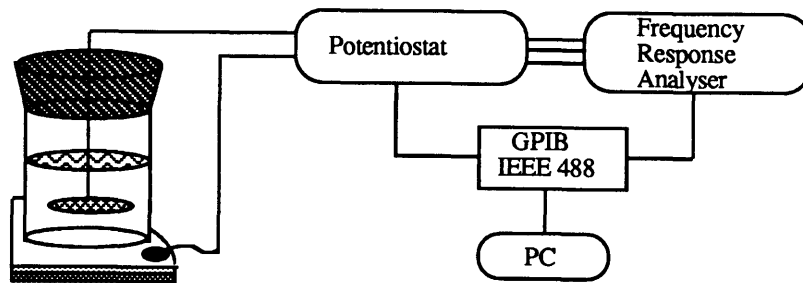 Potentiostat
Frequency
Response
Analyser
GPIB
IEEE 488
PC